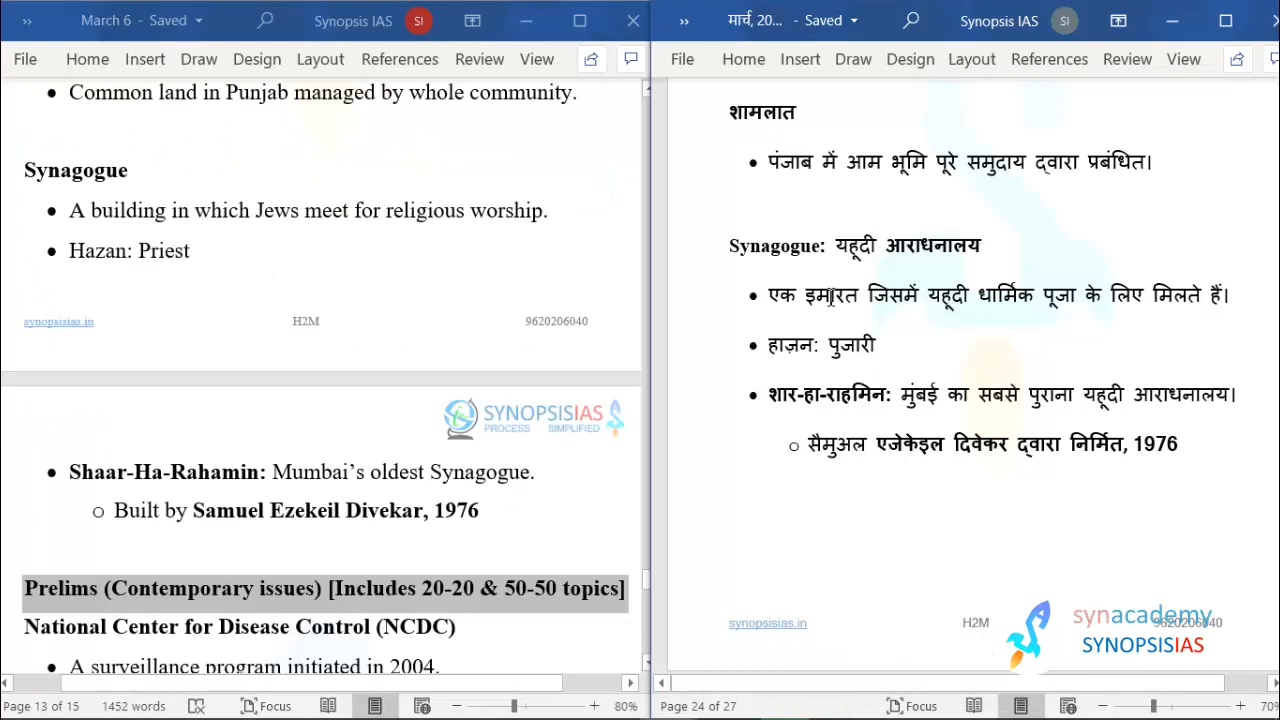 March 6 - Saved
Synopsis IAS
SI
File Home Insert Draw Design Layout References Review View
Common land in Punjab managed by whole community.
Synagogue
A building in which Jews meet for religious worship.
Hazan: Priest
synopsisias.in H2M 9620206040
SYNOPSISIAS
PROCESS SIMPLIFIED
Shaar-Ha-Rahamin: Mumbai's oldest Synagogue.
Built by Samuel Ezekeil Divekar, 1976
Prelims (Contemporary issues) [Includes 20-20 & 50-50 topics]
National Center for Disease Control (NCDC)
A surveillance program initiated in 2004.
Page 13 of 15 1452 words Focus 80%
मार्च, 20... - Saved
Synopsis IAS
SI
File Home Insert Draw Design Layout References Review View
शामलात
पंजाब में आम भूमि पूरे समुदाय द्वारा प्रबंधित।
Synagogue: यहूदी आराधनालय
एक इमारत जिसमें यहूदी धार्मिक पूजा के लिए मिलते हैं।
हाज़न: पुजारी
शार-हा-राहमिन: मुंबई का सबसे पुराना यहूदी आराधनालय।
सैमुअल एजेकेइल दिवेकर द्वारा निर्मित, 1976
synopsisias.in H2M 9620206040
synacademy
SYNOPSISIAS
Page 24 of 27 Focus 70%